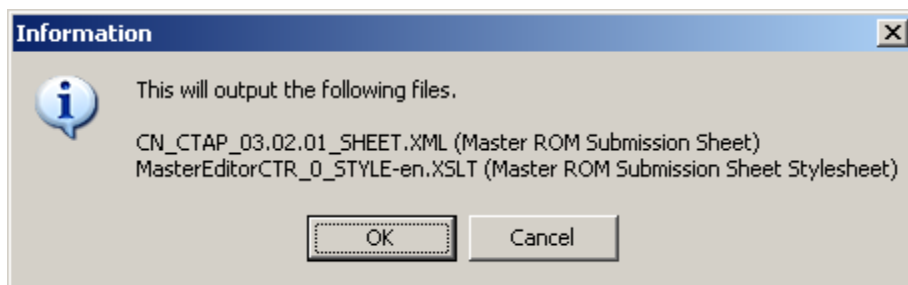 Information
This will output the following files.
CN_CTAP_03.02.01_SHEET.XML (Master ROM Submission Sheet)
MasterEditorCTR_0_STYLE-en.XSLT (Master ROM Submission Sheet Stylesheet)
OK
Cancel